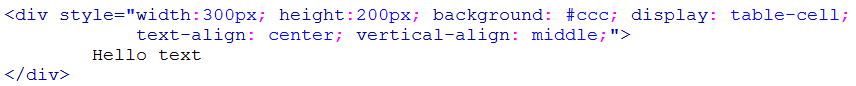 <div style="width:300px; height:200px; background: #ccc; display: table-cell;
            text-align: center; vertical-align: middle;">
        Hello text
</div>